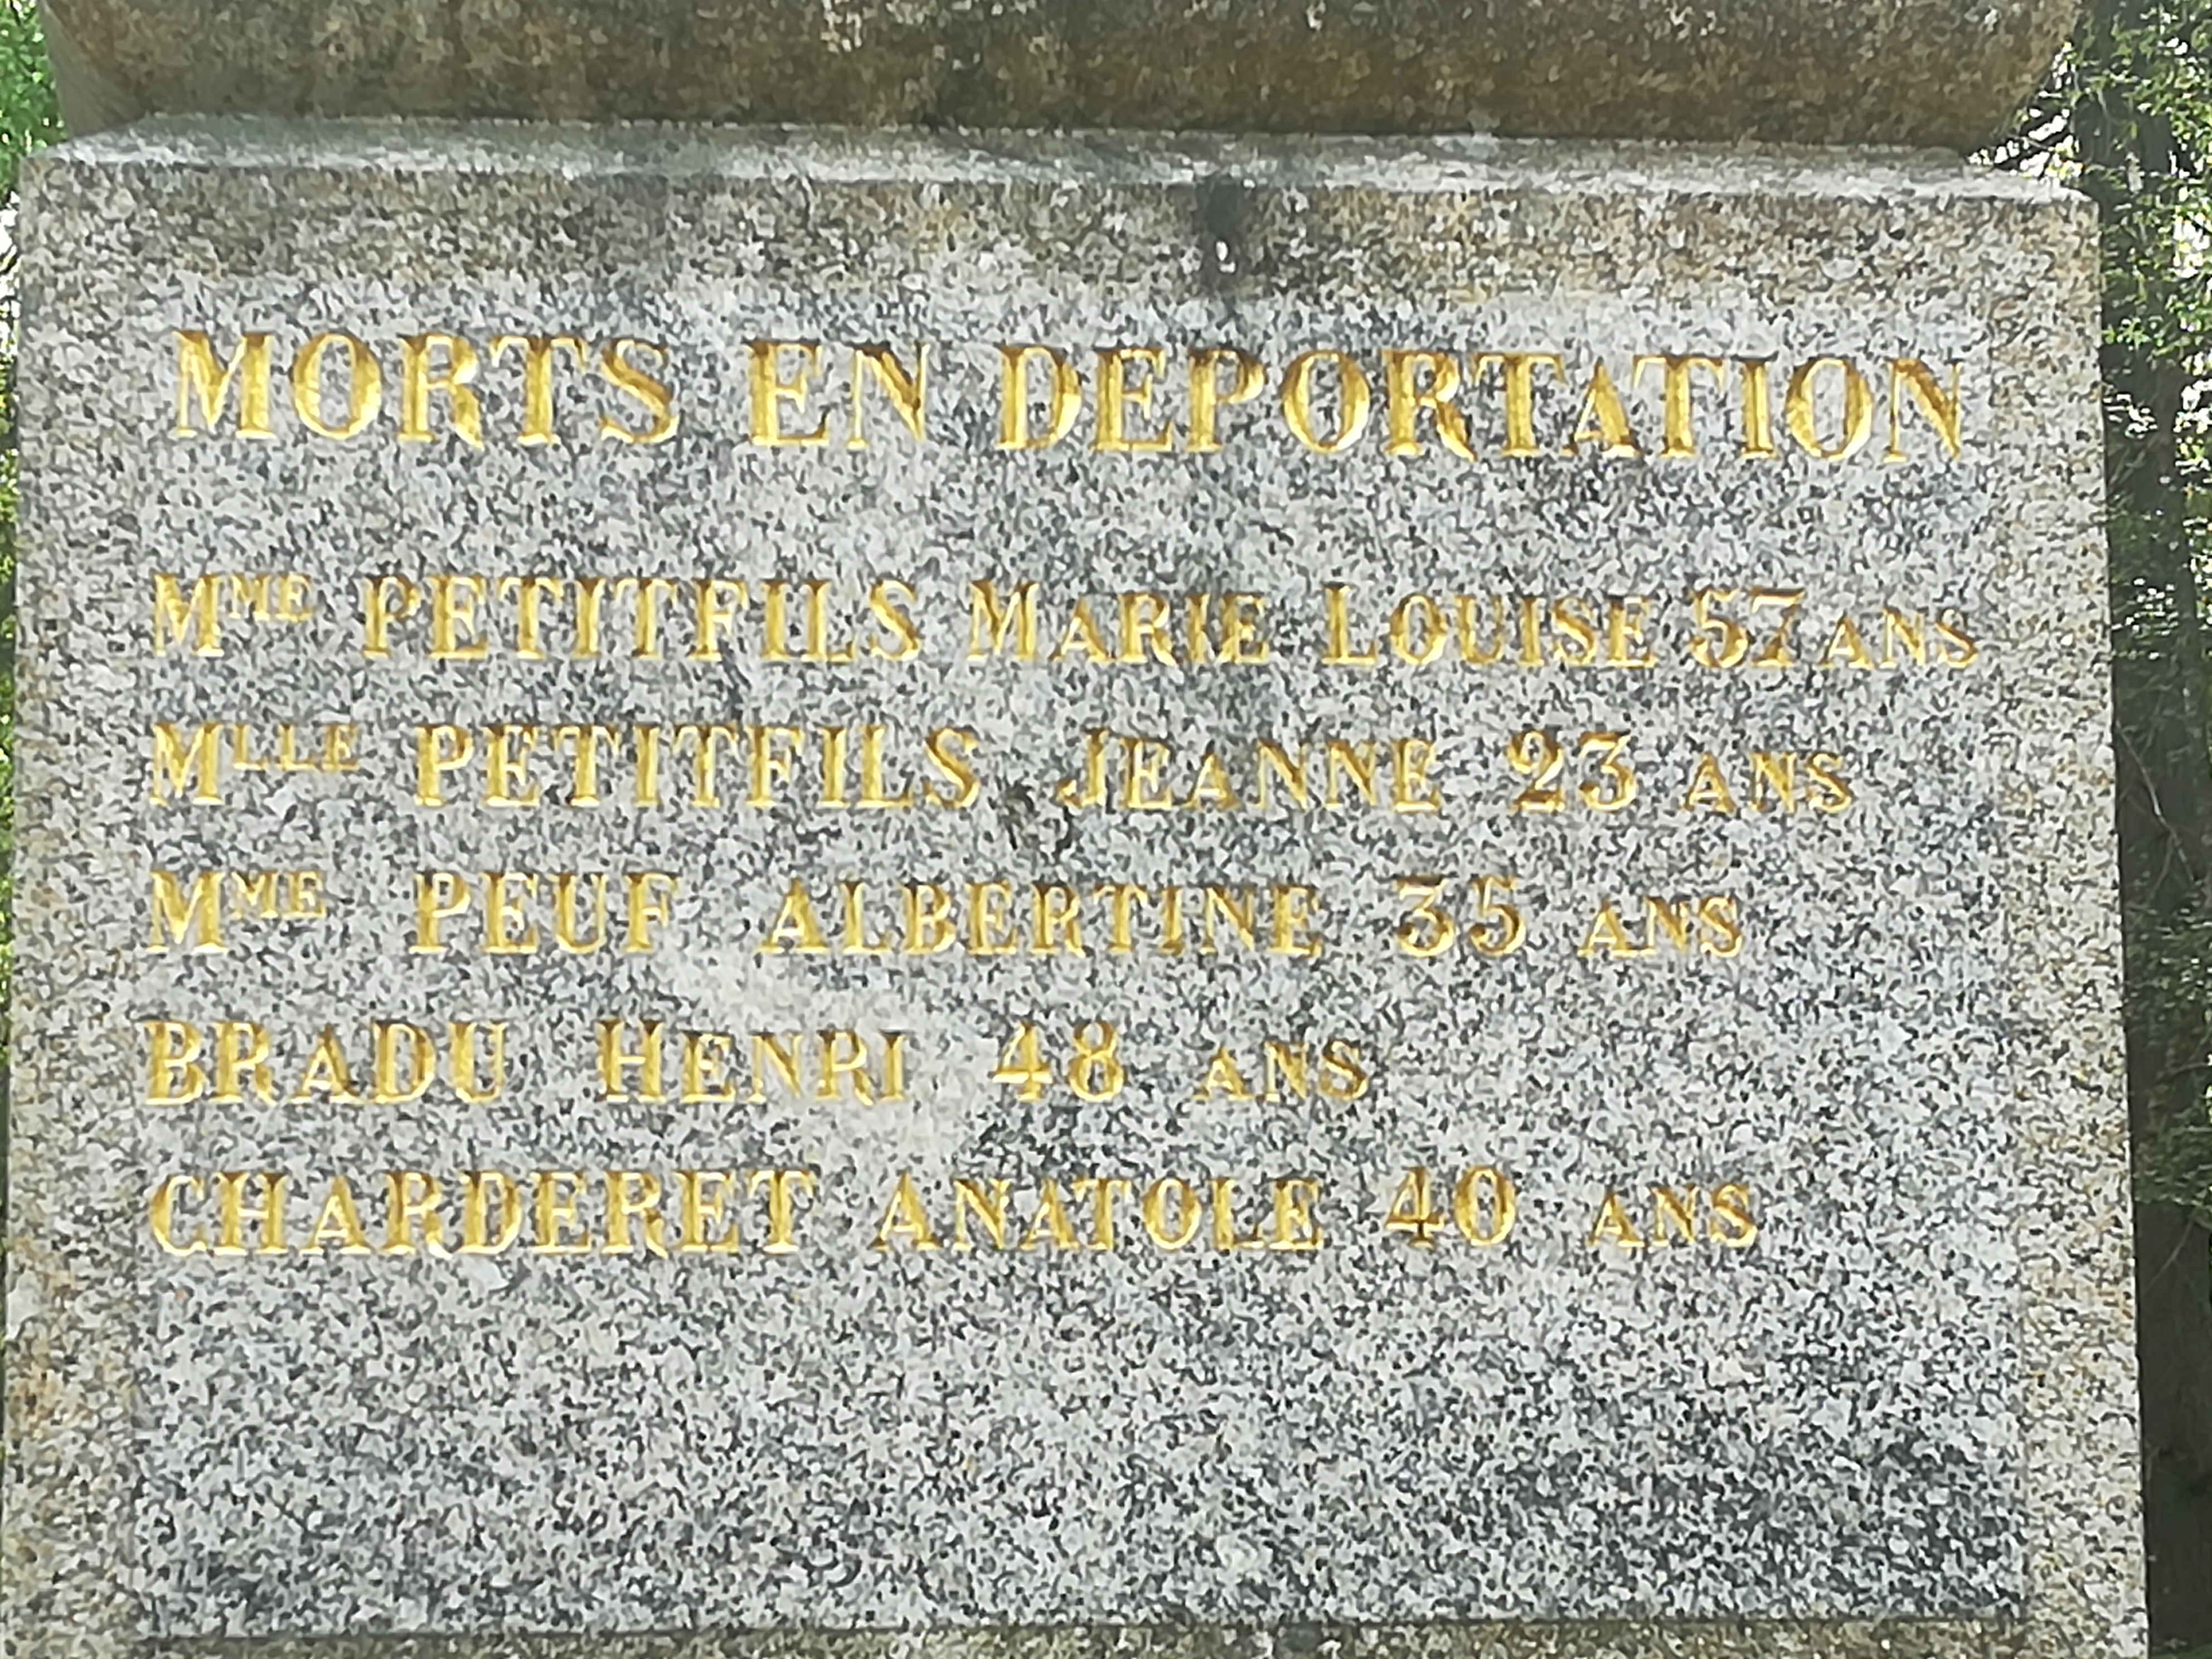 MORTS EN DEPORTATION
MME PETITFILS MARIE LOUISE 57 ANS
MLLE PETITFILS JEANNE 23 ANS
MME PEUF ALBERTINE 35 ANS
BRADU HENRI 48 ANS
CHARDERET ANATOLE 40 ANS